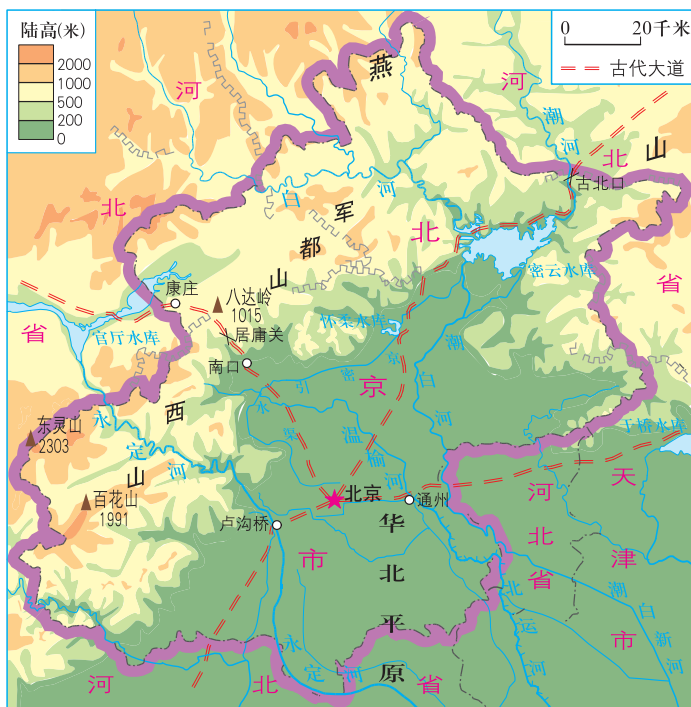 陆高(米)
2000
1000
500
200
0
0 20千米
古代大道
燕
山
河
北
省
河
北
省
潮
河
古北口
白
河
军
都
山
北
京
市
密云水库
怀柔水库
康庄
八达岭
1015
官厅水库
居庸关
南口
京
密
引
水
渠
潮
白
河
温
榆
河
西
山
永
定
河
东灵山
2303
百花山
1991
北京
通州
卢沟桥
于桥水库
华
北
平
原
河
北
省
天
津
市
北
运
河
潮
白
新
河
永
定
河
河
北
省